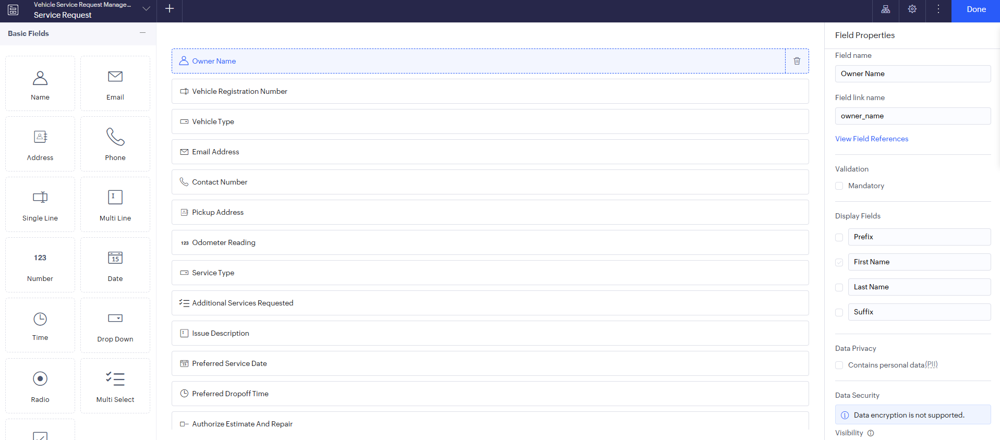 Vehicle Service Request Manage...
Service Request
Done
Basic Fields
Name
Email
Address
Phone
Single Line
Multi Line
123
Number
15
Date
Time
Drop Down
Radio
Multi Select
Owner Name
Vehicle Registration Number
Vehicle Type
Email Address
Contact Number
Pickup Address
123 Odometer Reading
Service Type
Additional Services Requested
Issue Description
15 Preferred Service Date
Preferred Dropoff Time
Authorize Estimate And Repair
Field Properties
Field name
Owner Name
Field link name
owner_name
View Field References
Validation
Mandatory
Display Fields
Prefix
First Name
Last Name
Suffix
Data Privacy
Contains personal data(PII)
Data Security
Data encryption is not supported.
Visibility